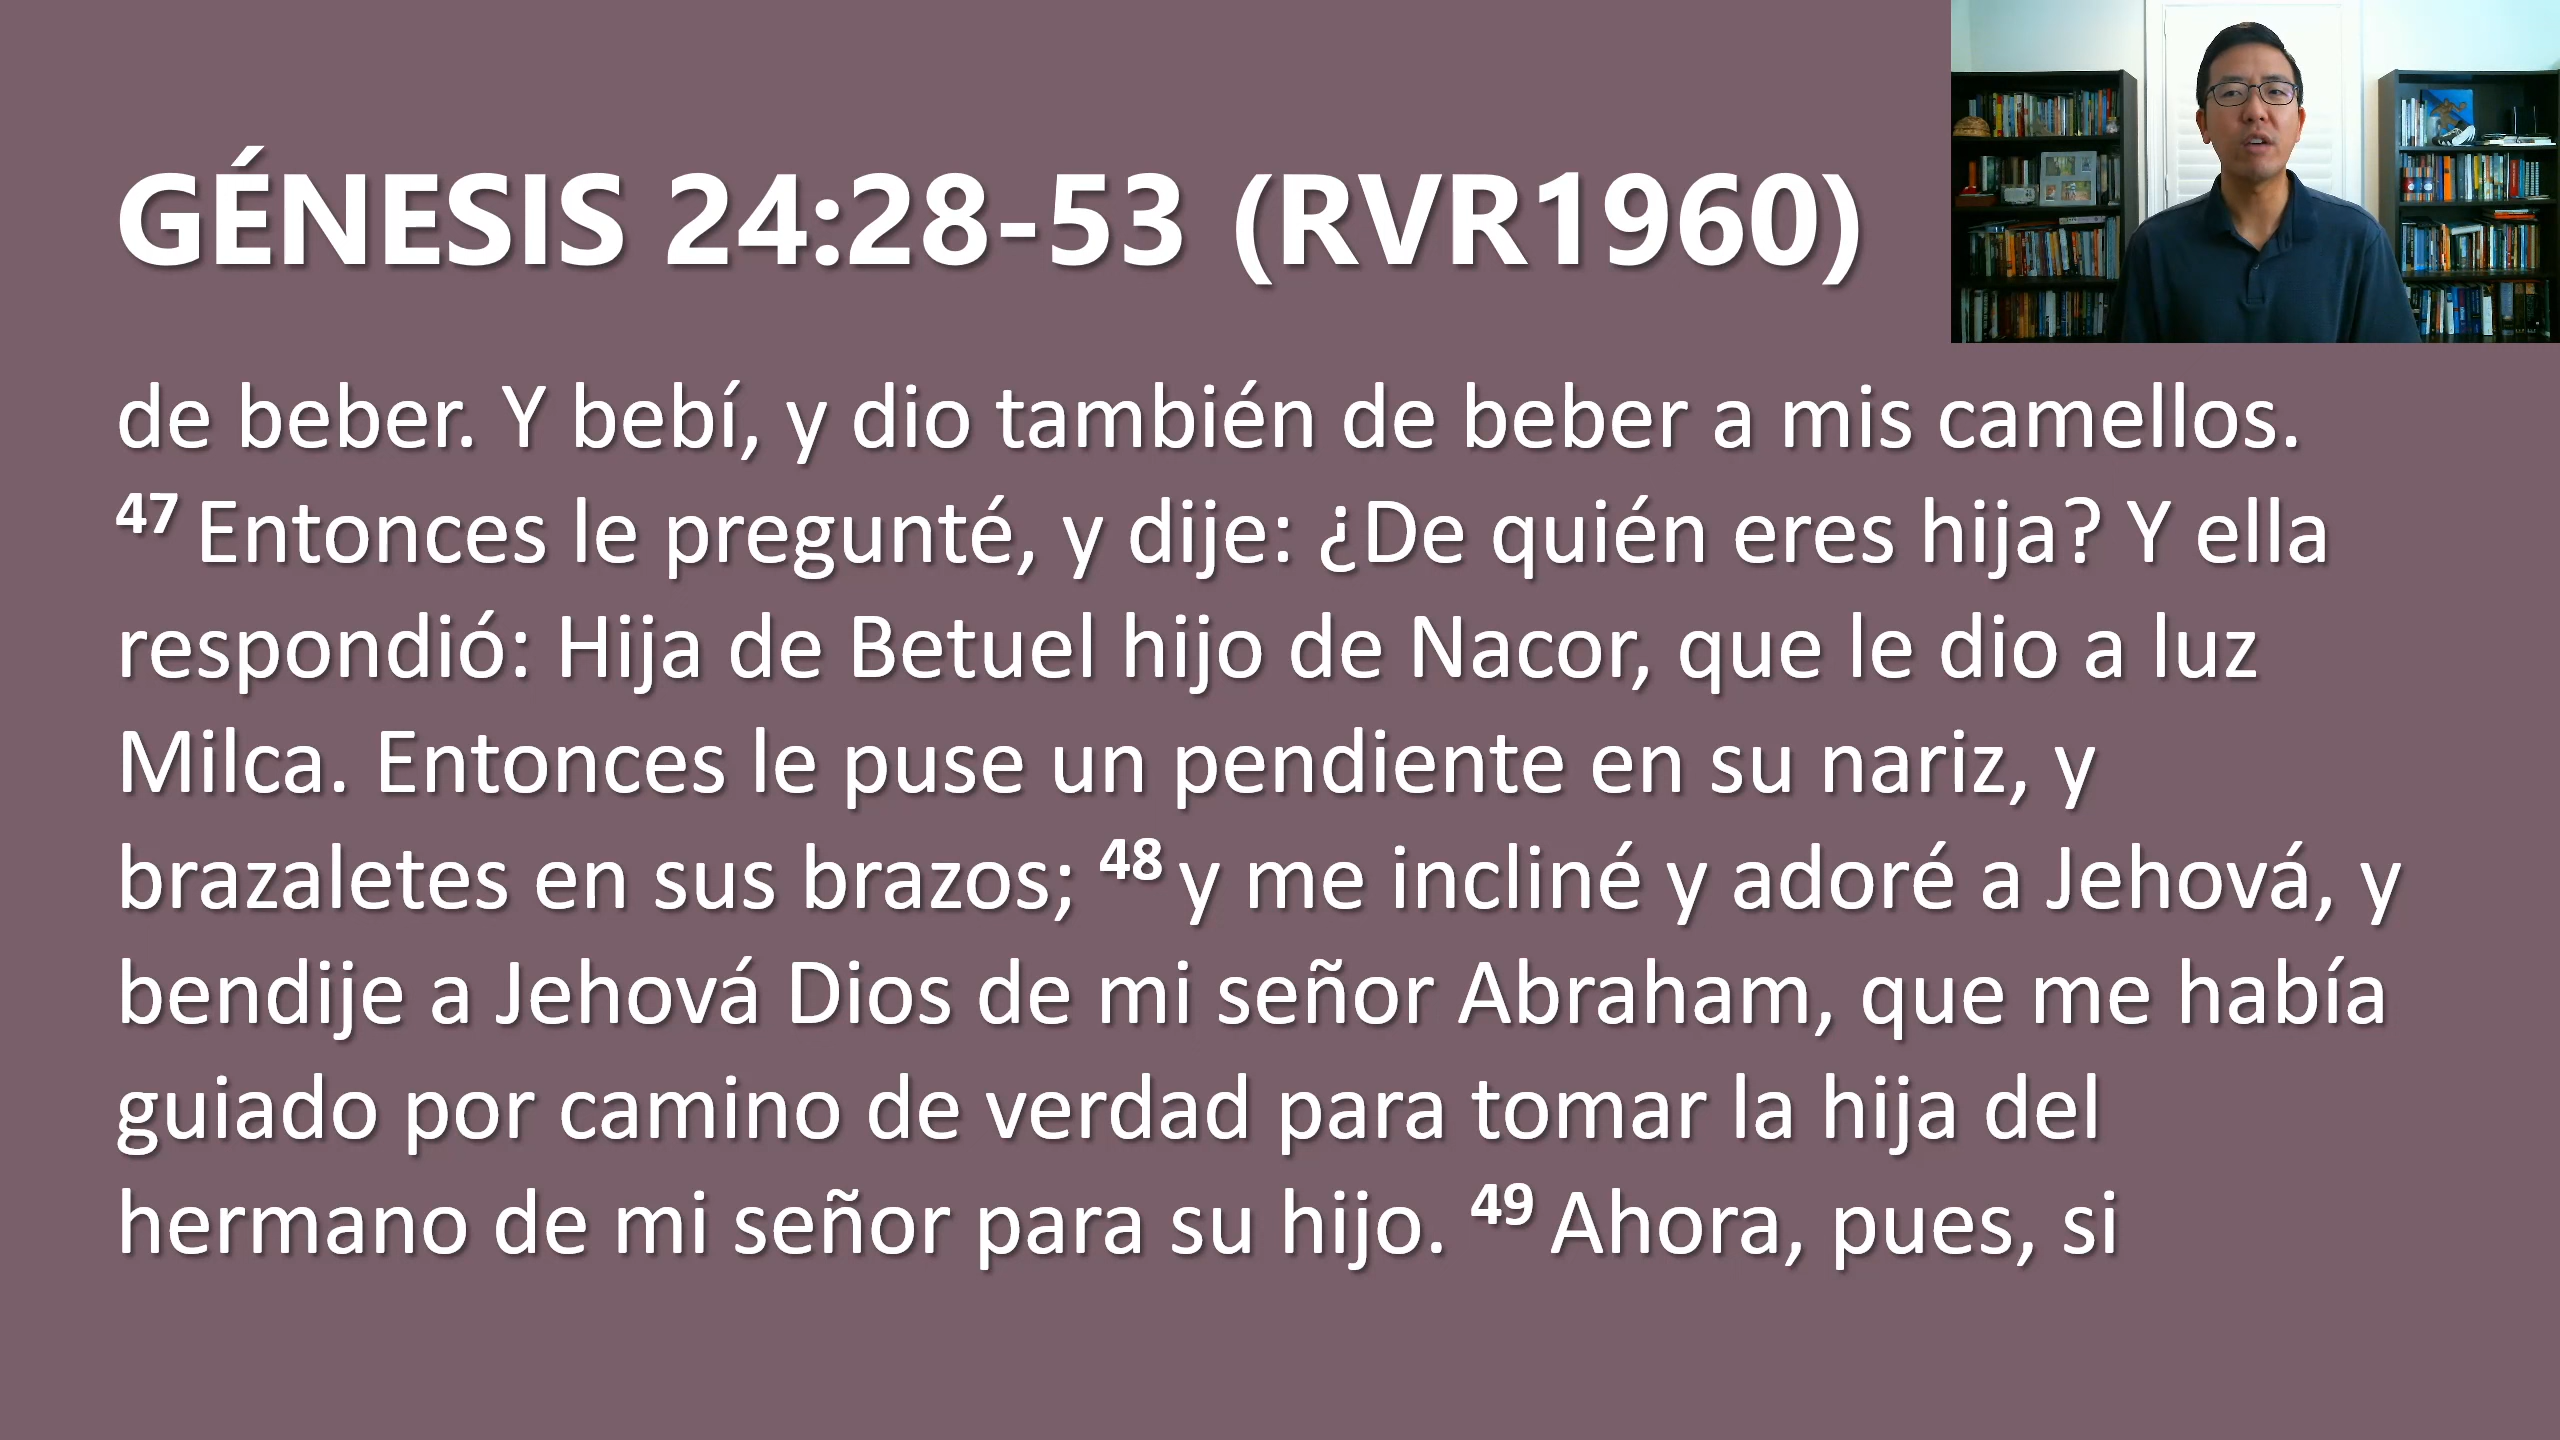 GÉNESIS 24:28-53 (RVR1960)
de beber. Y bebí, y dio también de beber a mis camellos.
47 Entonces le pregunté, y dije: ¿De quién eres hija? Y ella
respondió: Hija de Betuel hijo de Nacor, que le dio a luz
Milca. Entonces le puse un pendiente en su nariz, y
brazaletes en sus brazos; 48 y me incliné y adoré a Jehová, y
bendije a Jehová Dios de mi señor Abraham, que me había
guiado por camino de verdad para tomar la hija del
hermano de mi señor para su hijo. 49 Ahora, pues, si